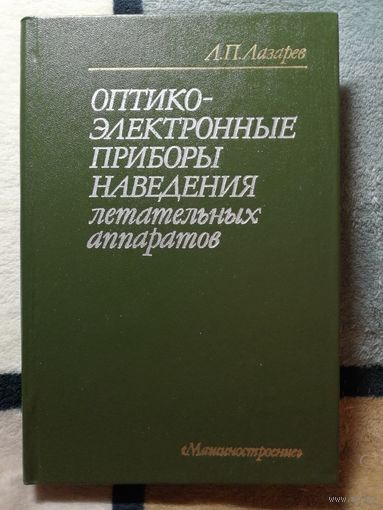 Л.П. Лазарев
ОПТИКО-
ЭЛЕКТРОННЫЕ
ПРИБОРЫ
НАВЕДЕНИЯ
летательных
аппаратов
«Машиностроение»